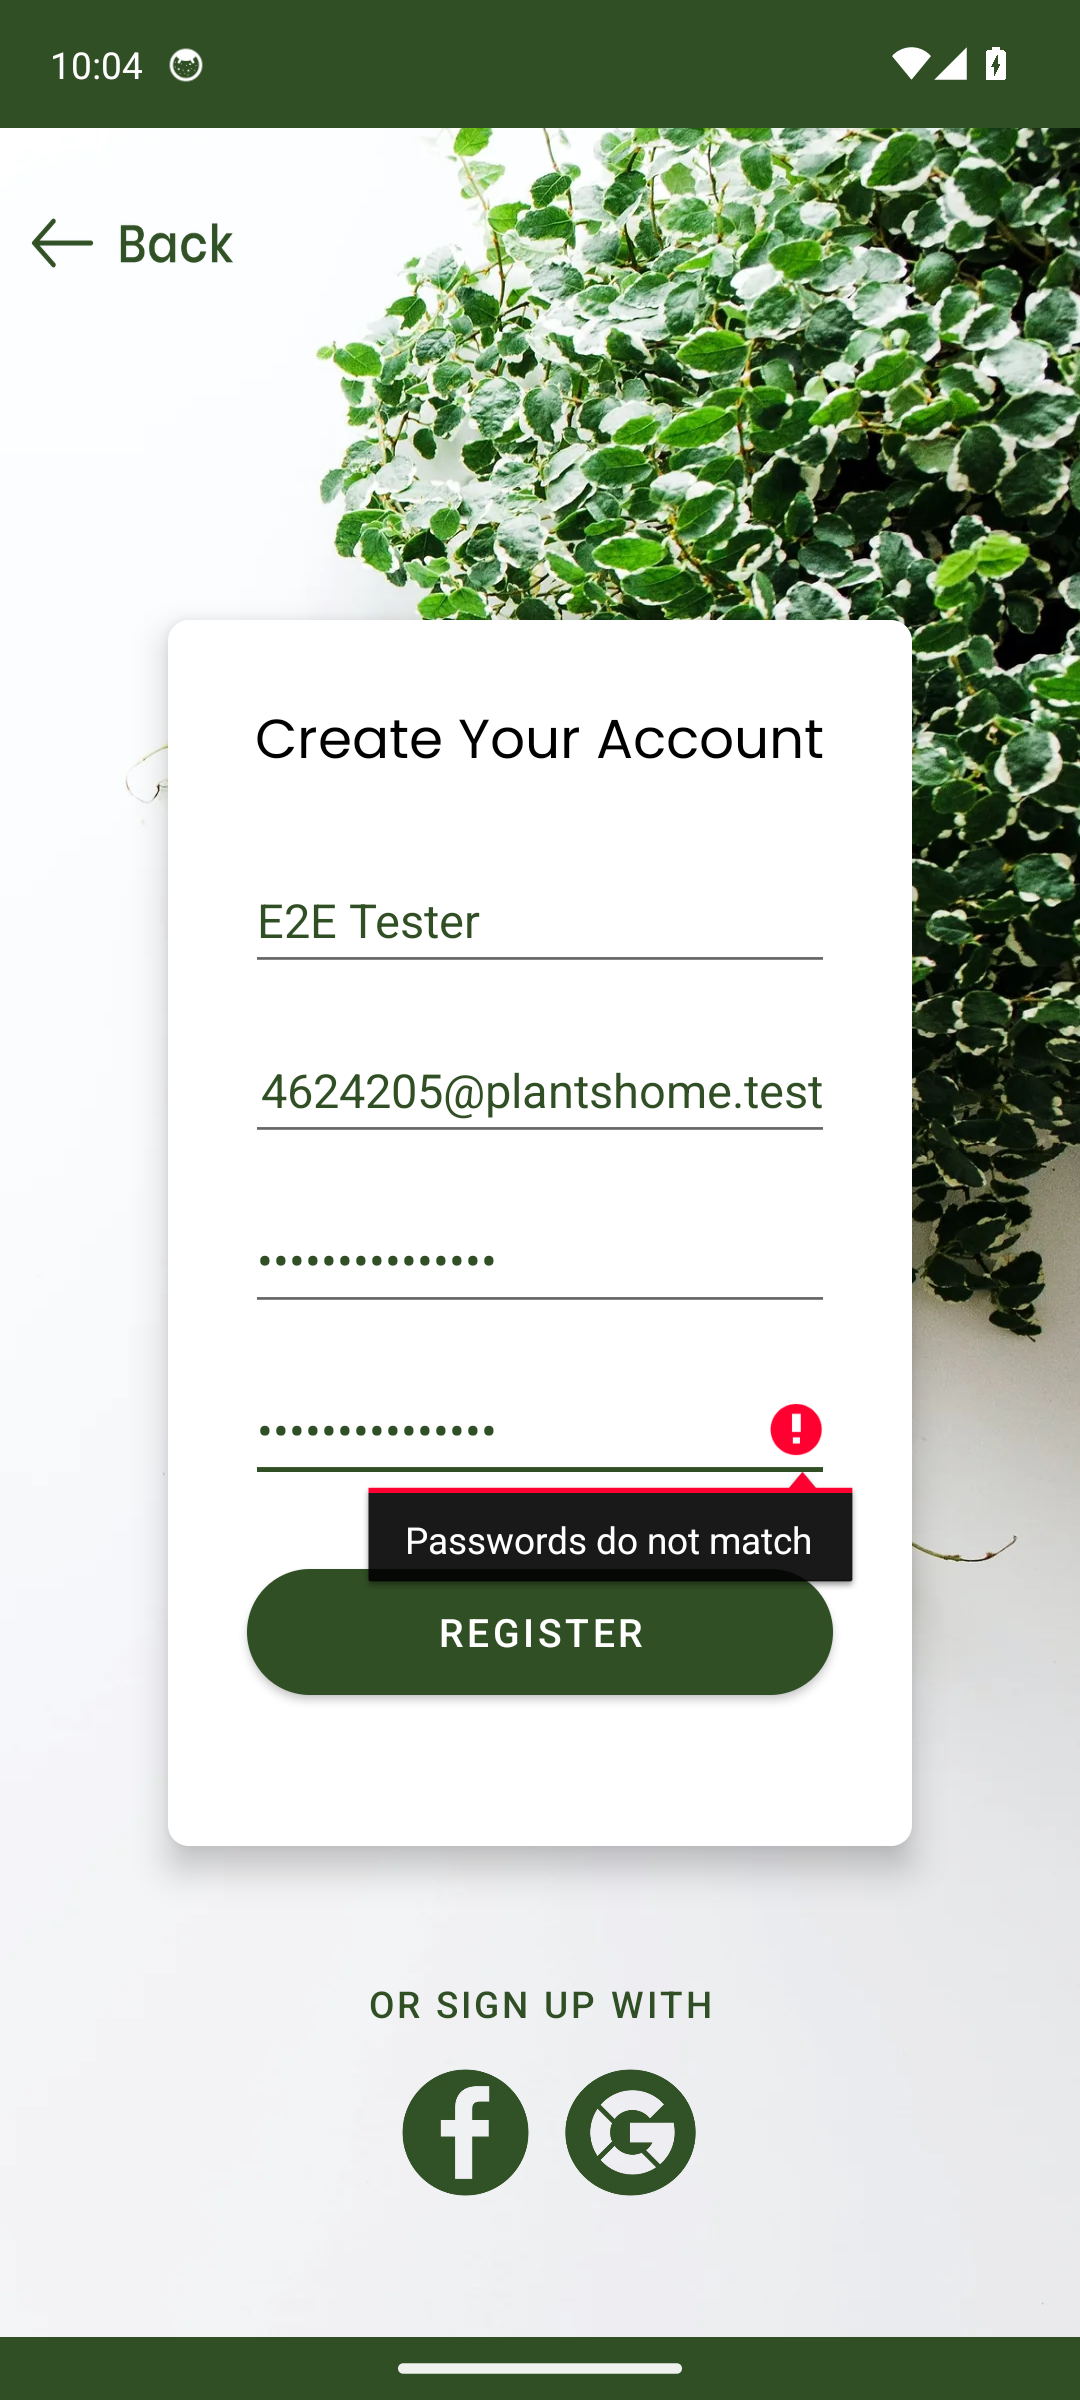 10:04
Back
Create Your Account
E2E Tester
4624205@plantshome.test
•••••••••••••••
•••••••••••••••
Passwords do not match
REGISTER
OR SIGN UP WITH